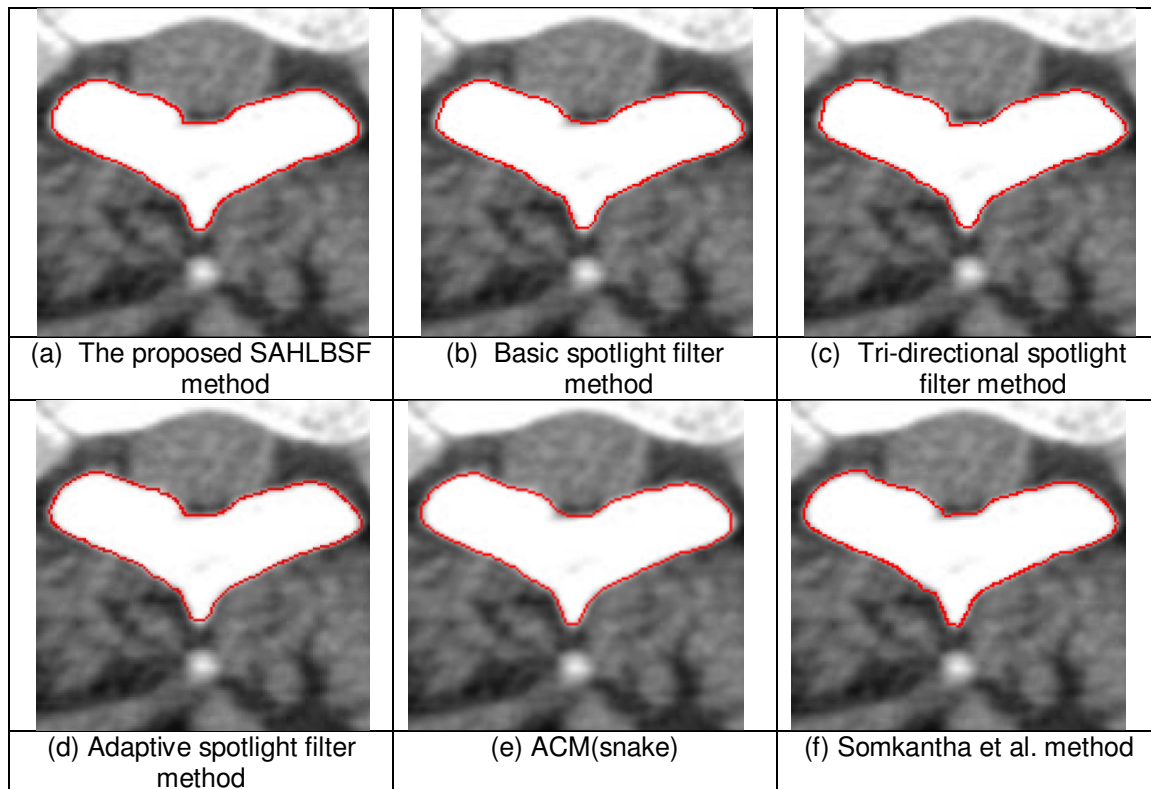 (a) The proposed SAHLBSF
method
(b) Basic spotlight filter
method
(c) Tri-directional spotlight
filter method
(d) Adaptive spotlight filter
method
(e) ACM(snake)
(f) Somkantha et al. method